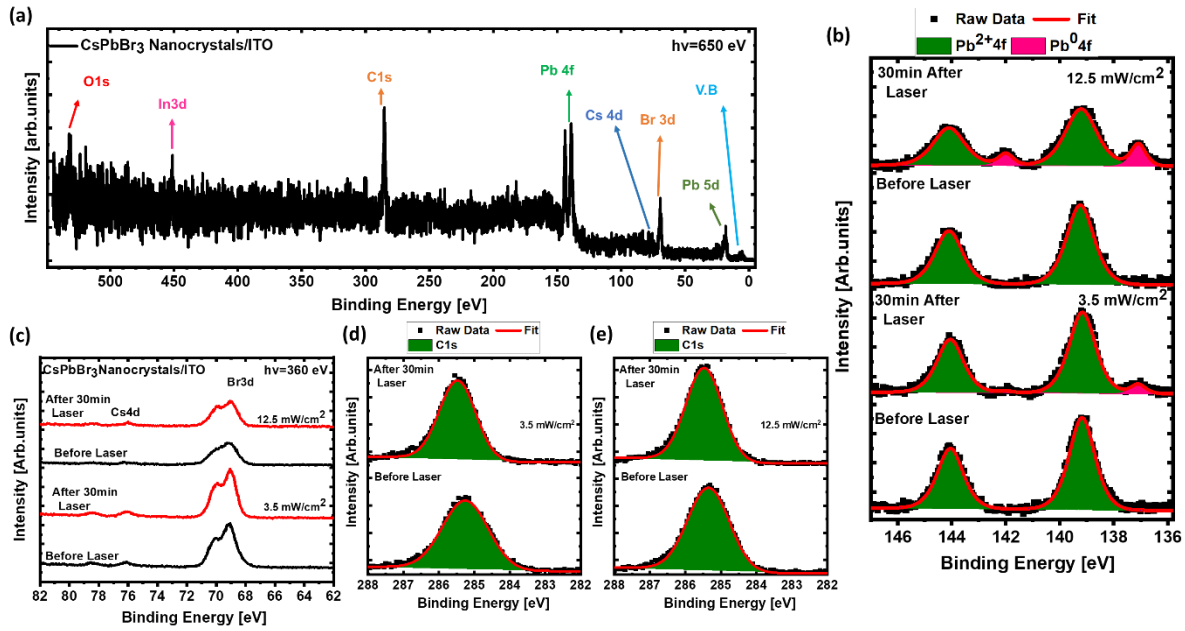 (a)
CsPbBr3 Nanocrystals/ITO
hν=650 eV
O1s
In3d
C1s
Pb 4f
Cs 4d
Br 3d
Pb 5d
V.B
Intensity [arb.units]
500 450 400 350 300 250 200 150 100 50 0
Binding Energy [eV]
(b)
Raw Data Fit
Pb2+4f Pb04f
30min After
Laser
12.5 mW/cm2
Before Laser
30min After
Laser
3.5 mW/cm2
Before Laser
Intensity [Arb.units]
146 144 142 140 138 136
Binding Energy [eV]
(c)
CsPbBr3Nanocrystals/ITO
hν=360 eV
Br3d
After 30min
Laser
Cs4d
12.5 mW/cm2
Before Laser
After 30min
Laser
3.5 mW/cm2
Before Laser
Intensity [Arb.units]
82 80 78 76 74 72 70 68 66 64 62
Binding Energy [eV]
(d)
Raw Data Fit
C1s
After 30min
Laser
3.5 mW/cm2
Before Laser
Intensity [Arb.units]
288 287 286 285 284 283 282
Binding Energy [eV]
(e)
Raw Data Fit
C1s
After 30min
Laser
12.5 mW/cm2
Before Laser
Intensity [Arb.units]
288 287 286 285 284 283 282
Binding Energy [eV]